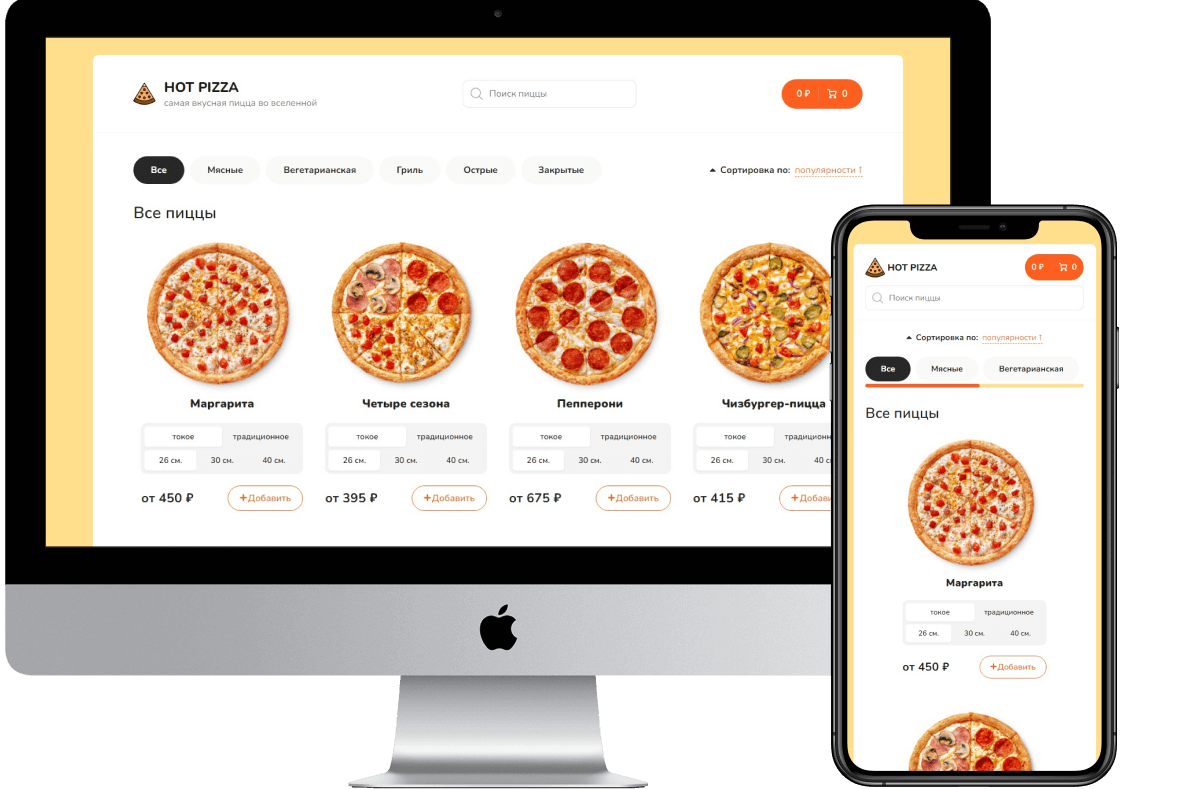 HOT PIZZA
самая вкусная пицца во вселенной
Поиск пиццы
0 ₽ 0
Все Мясные Вегетарианская Гриль Острые Закрытые
Сортировка по: популярности ↑
Все пиццы
Маргарита Четыре сезона Пепперони Чизбургер-пицца
токое традиционное токое традиционное токое традиционное токое традицион
26 см. 30 см. 40 см. 26 см. 30 см. 40 см. 26 см. 30 см. 40 см. 26 см. 30 см. 40 с
от 450 ₽ +Добавить от 395 ₽ +Добавить от 675 ₽ +Добавить от 415 ₽ +Добави
HOT PIZZA
0 ₽ 0
Поиск пиццы
Сортировка по: популярности ↑
Все Мясные Вегетарианская
Все пиццы
Маргарита
токое традиционное
26 см. 30 см. 40 см.
от 450 ₽ +Добавить